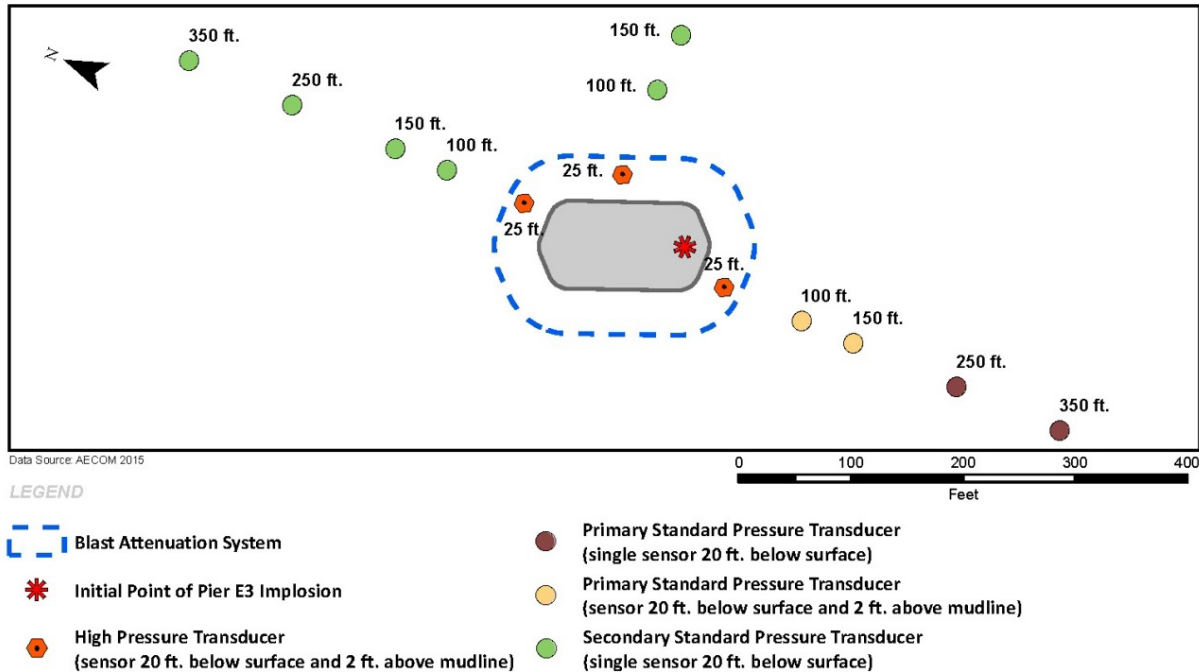 350 ft.
150 ft.
N
250 ft.
100 ft.
150 ft.
100 ft.
25 ft.
25 ft.
25 ft.
100 ft.
150 ft.
250 ft.
350 ft.
Data Source: AECOM 2015
0 100 200 300 400
Feet
LEGEND
Blast Attenuation System
Initial Point of Pier E3 Implosion
High Pressure Transducer
(sensor 20 ft. below surface and 2 ft. above mudline)
Primary Standard Pressure Transducer
(single sensor 20 ft. below surface)
Primary Standard Pressure Transducer
(sensor 20 ft. below surface and 2 ft. above mudline)
Secondary Standard Pressure Transducer
(single sensor 20 ft. below surface)